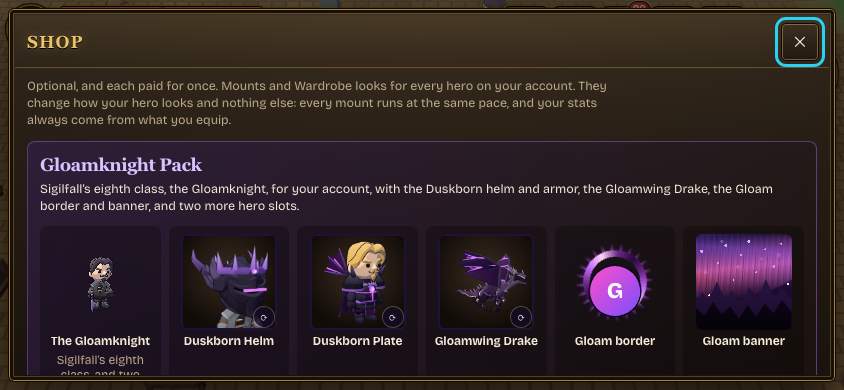 SHOP
Optional, and each paid for once. Mounts and Wardrobe looks for every hero on your account. They
change how your hero looks and nothing else: every mount runs at the same pace, and your stats
always come from what you equip.
Gloamknight Pack
Sigilfall's eighth class, the Gloamknight, for your account, with the Duskborn helm and armor, the Gloamwing Drake, the Gloam
border and banner, and two more hero slots.
G
The Gloamknight
Duskborn Helm
Duskborn Plate
Gloamwing Drake
Gloam border
Gloam banner
Sigilfall's eighth
class, and two